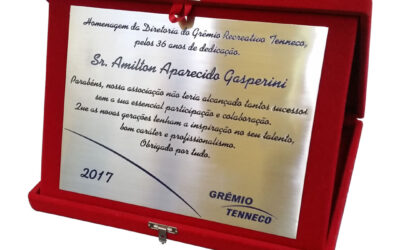 Homenagem da Diretoria do Grêmio Recreativo Tenneco,
pelos 36 anos de dedicação.
Sr. Amilton Aparecido Gasperini
Parabéns, nossa associação não teria alcançado tantos sucessos
sem a sua essencial participação e colaboração.
Que as novas gerações tenham a inspiração no seu talento,
bom caráter e profissionalismo.
Obrigado por tudo.
2017
GRÊMIO
TENNECO